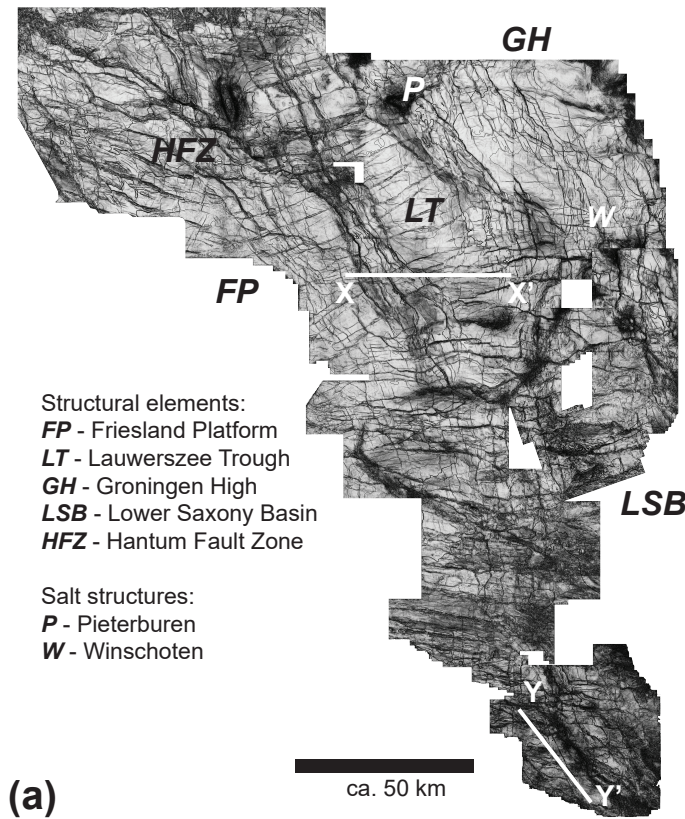 GH
P
HFZ
LT
W
FP
X
X'
Structural elements:
FP - Friesland Platform
LT - Lauwerszee Trough
GH - Groningen High
LSB - Lower Saxony Basin
HFZ - Hantum Fault Zone
LSB
Salt structures:
P - Pieterburen
W - Winschoten
Y
Y’
ca. 50 km
(a)